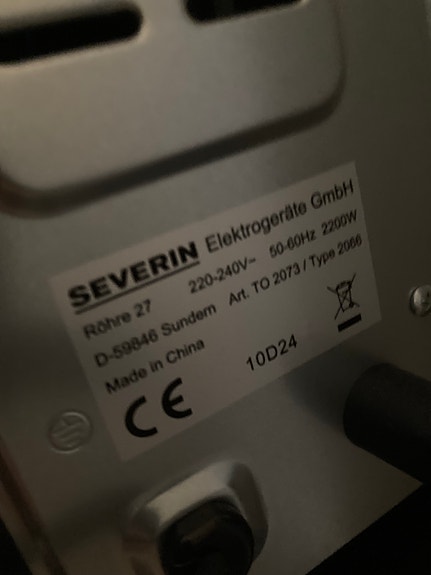 SEVERIN Elektrogeräte GmbH
Röhre 27 220-240V~ 50-60Hz 2200W
D-59846 Sundern Art. TO 2073 / Type 2066
Made in China
CE 10D24